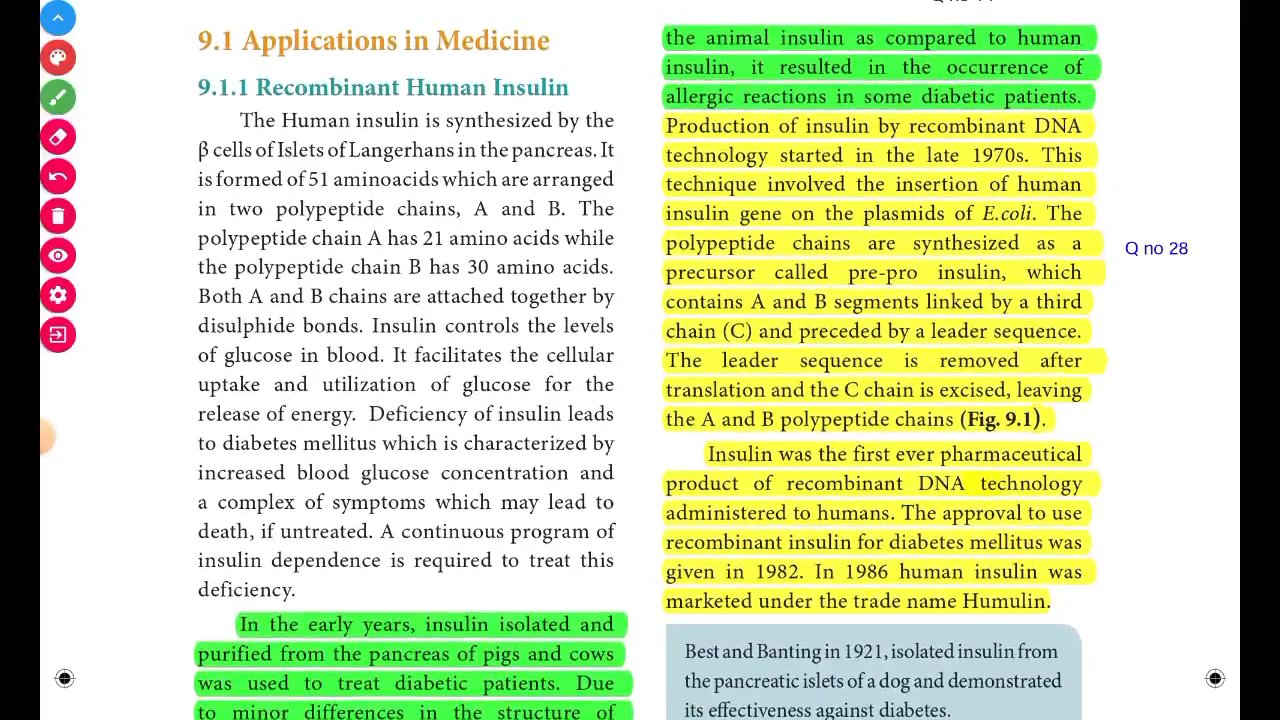 9.1 Applications in Medicine
9.1.1 Recombinant Human Insulin
The Human insulin is synthesized by the
β cells of Islets of Langerhans in the pancreas. It
is formed of 51 aminoacids which are arranged
in two polypeptide chains, A and B. The
polypeptide chain A has 21 amino acids while
the polypeptide chain B has 30 amino acids.
Both A and B chains are attached together by
disulphide bonds. Insulin controls the levels
of glucose in blood. It facilitates the cellular
uptake and utilization of glucose for the
release of energy. Deficiency of insulin leads
to diabetes mellitus which is characterized by
increased blood glucose concentration and
a complex of symptoms which may lead to
death, if untreated. A continuous program of
insulin dependence is required to treat this
deficiency.
In the early years, insulin isolated and
purified from the pancreas of pigs and cows
was used to treat diabetic patients. Due
to minor differences in the structure of
the animal insulin as compared to human
insulin, it resulted in the occurrence of
allergic reactions in some diabetic patients.
Production of insulin by recombinant DNA
technology started in the late 1970s. This
technique involved the insertion of human
insulin gene on the plasmids of E.coli. The
polypeptide chains are synthesized as a
precursor called pre-pro insulin, which
contains A and B segments linked by a third
chain (C) and preceded by a leader sequence.
The leader sequence is removed after
translation and the C chain is excised, leaving
the A and B polypeptide chains (Fig. 9.1).
Q no 28
Insulin was the first ever pharmaceutical
product of recombinant DNA technology
administered to humans. The approval to use
recombinant insulin for diabetes mellitus was
given in 1982. In 1986 human insulin was
marketed under the trade name Humulin.
Best and Banting in 1921, isolated insulin from
the pancreatic islets of a dog and demonstrated
its effectiveness against diabetes.